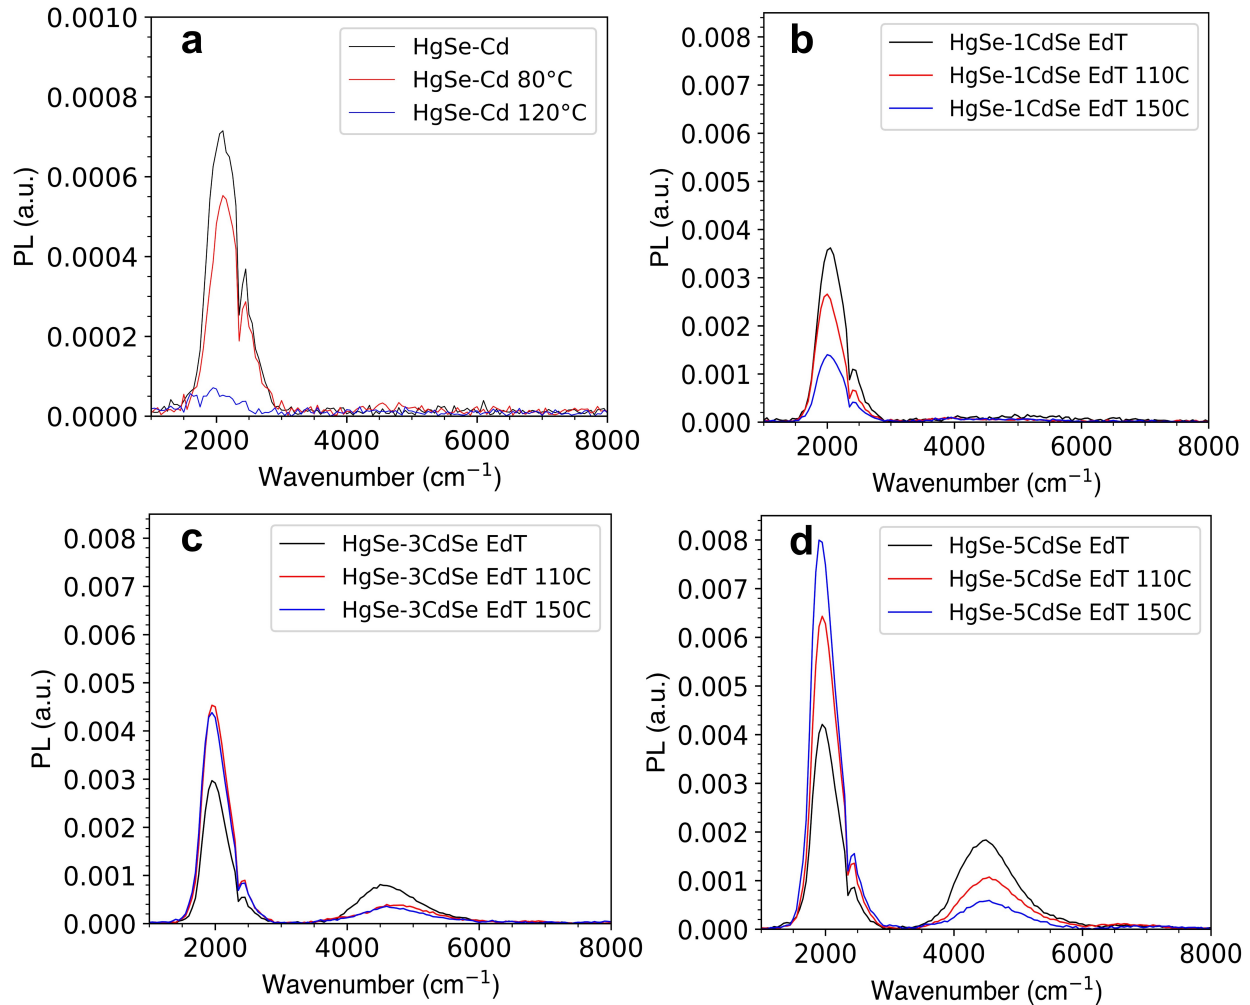 a
HgSe-Cd
HgSe-Cd 80°C
HgSe-Cd 120°C
0.0010
0.0008
0.0006
0.0004
0.0002
0.0000
PL (a.u.)
2000 4000 6000 8000
Wavenumber (cm⁻¹)
b
HgSe-1CdSe EdT
HgSe-1CdSe EdT 110C
HgSe-1CdSe EdT 150C
0.008
0.007
0.006
0.005
0.004
0.003
0.002
0.001
0.000
PL (a.u.)
2000 4000 6000 8000
Wavenumber (cm⁻¹)
c
HgSe-3CdSe EdT
HgSe-3CdSe EdT 110C
HgSe-3CdSe EdT 150C
0.008
0.007
0.006
0.005
0.004
0.003
0.002
0.001
0.000
PL (a.u.)
2000 4000 6000 8000
Wavenumber (cm⁻¹)
d
HgSe-5CdSe EdT
HgSe-5CdSe EdT 110C
HgSe-5CdSe EdT 150C
0.008
0.007
0.006
0.005
0.004
0.003
0.002
0.001
0.000
PL (a.u.)
2000 4000 6000 8000
Wavenumber (cm⁻¹)